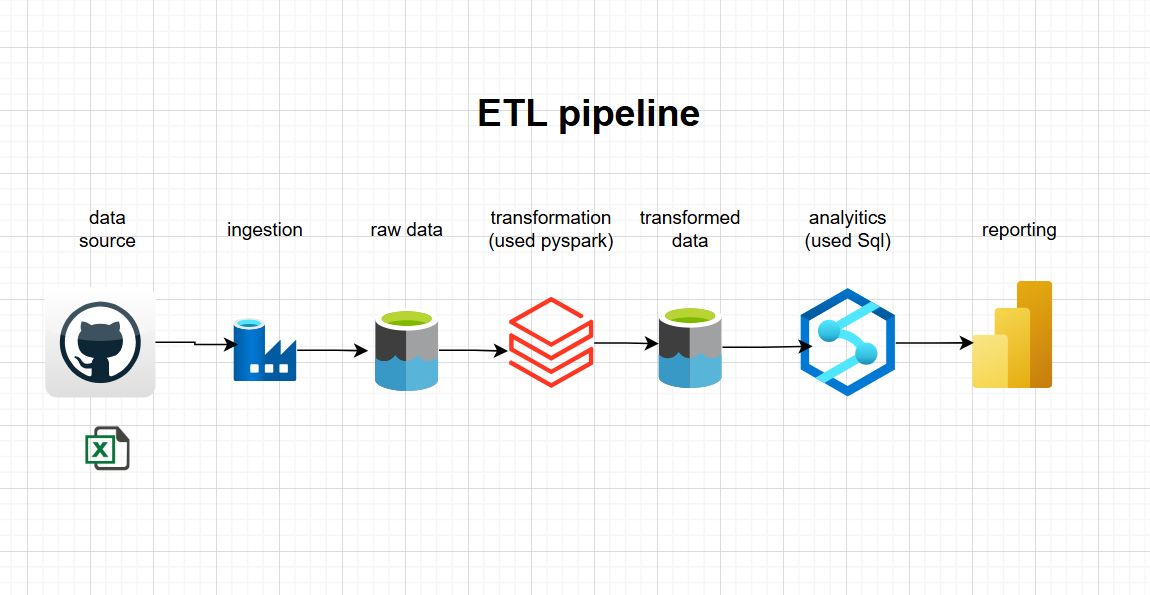 ETL pipeline
data
source
ingestion
raw data
transformation
(used pyspark)
transformed
data
analyitics
(used Sql)
reporting
X